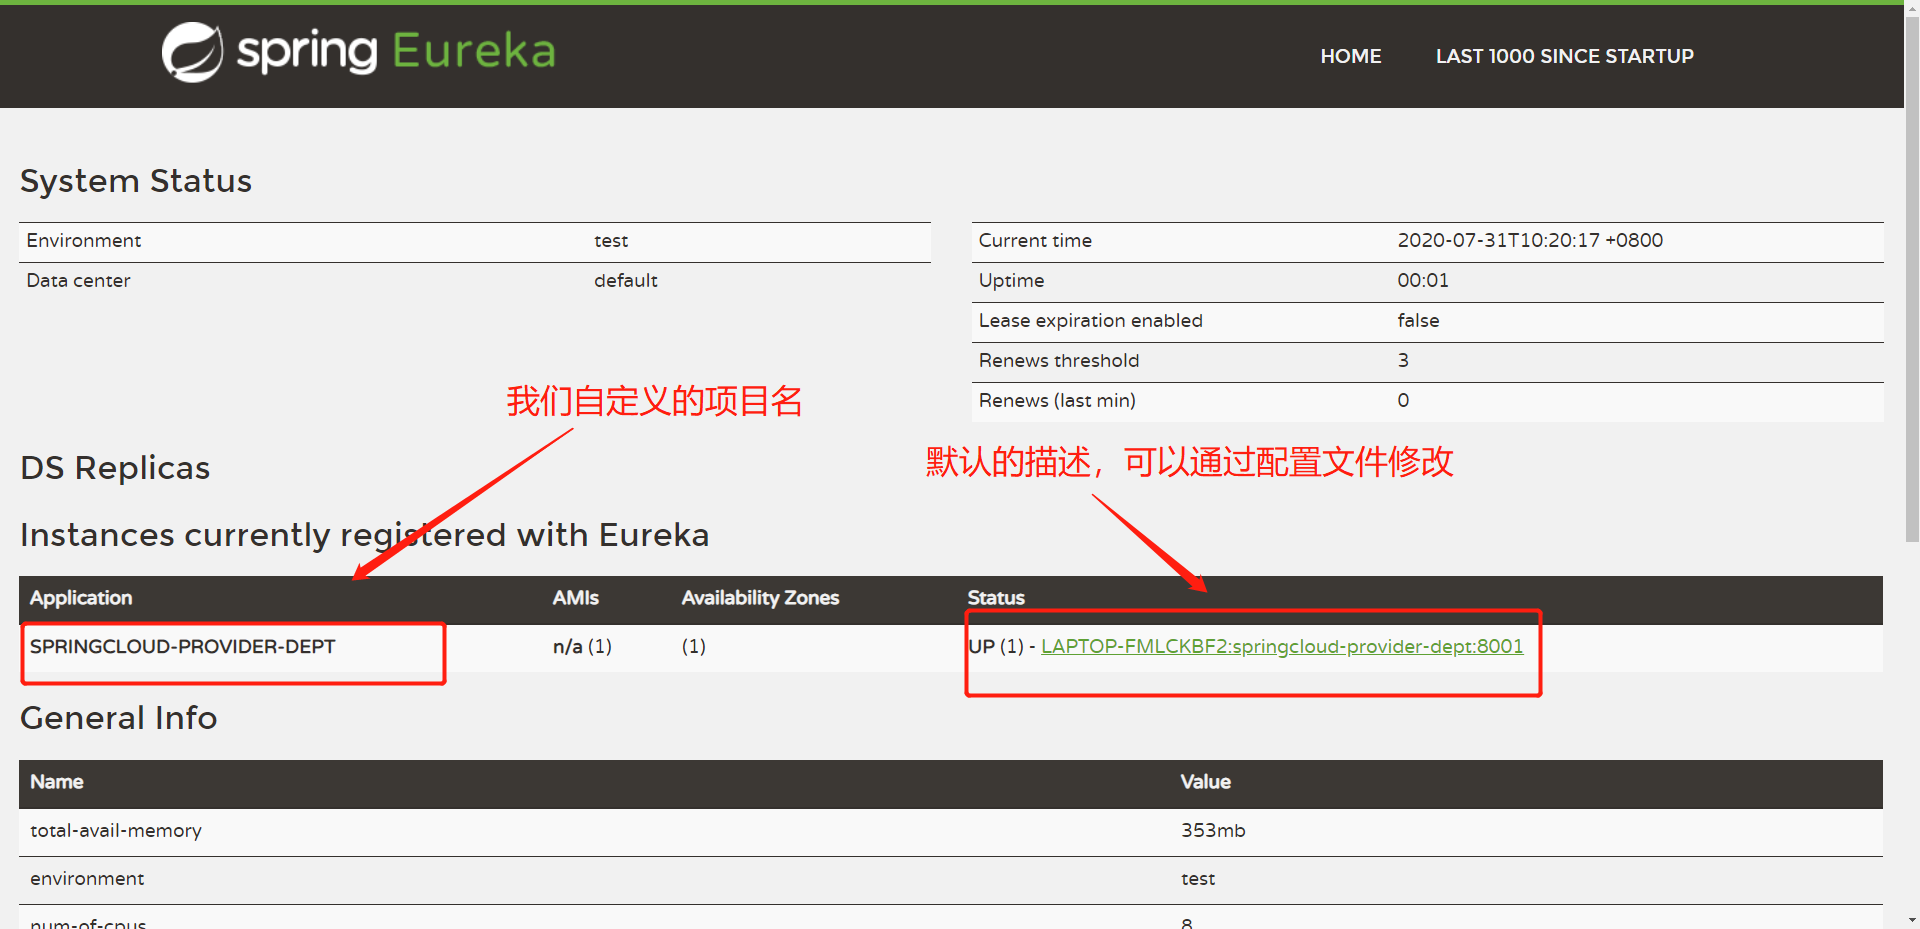 spring Eureka
HOME LAST 1000 SINCE STARTUP
System Status
Environment test
Data center default
Current time 2020-07-31T10:20:17 +0800
Uptime 00:01
Lease expiration enabled false
Renews threshold 3
Renews (last min) 0
我们自定义的项目名
默认的描述，可以通过配置文件修改
DS Replicas
Instances currently registered with Eureka
Application AMIs Availability Zones Status
SPRINGCLOUD-PROVIDER-DEPT n/a (1) (1) UP (1) - LAPTOP-FMLCKBF2:springcloud-provider-dept:8001
General Info
Name Value
total-avail-memory 353mb
environment test
num-of-cpus 8